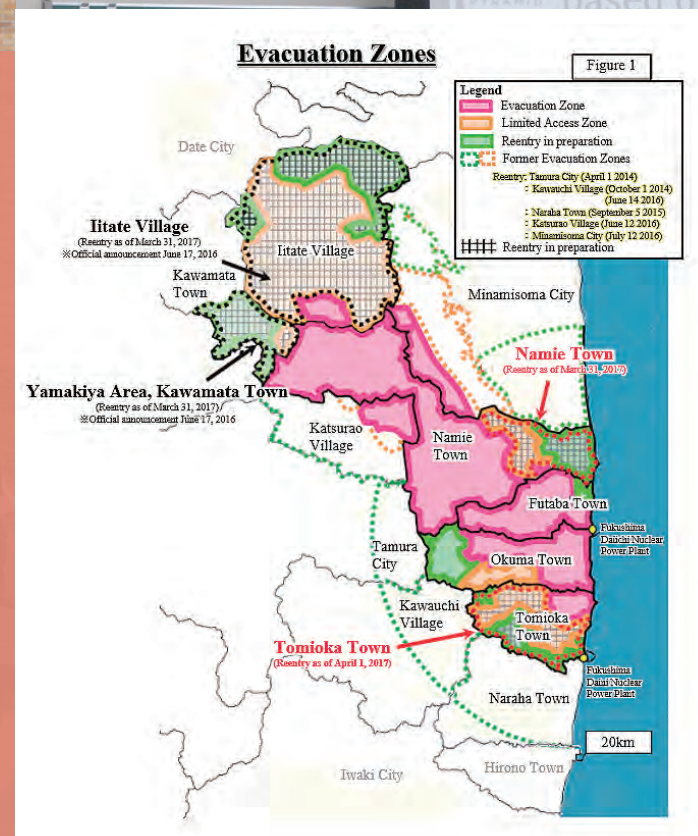 based o
Evacuation Zones
Figure 1
Legend
Evacuation Zone
Limited Access Zone
Reentry in preparation
Former Evacuation Zones
Reentry: Tamura City (April 1 2014)
: Kawauchi Village (October 1 2014)
(June 14 2016)
: Naraha Town (September 5 2015)
: Katsurao Village (June 12 2016)
: Minamisoma City (July 12 2016)
Reentry in preparation
Date City
Iitate Village
(Reentry as of March 31, 2017)
※Official announcement June 17, 2016
Iitate Village
Kawamata
Town
Minamisoma City
Namie Town
(Reentry as of March 31, 2017)
Yamakiya Area, Kawamata Town
(Reentry as of March 31, 2017)
※Official announcement June 17, 2016
Katsurao
Village
Namie
Town
Futaba Town
Fukushima
Daiichi Nuclear
Power Plant
Tamura
City
Okuma Town
Kawauchi
Village
Tomioka
Town
Tomioka Town
(Reentry as of April 1, 2017)
Fukushima
Daini Nuclear
Power Plant
Naraha Town
20km
Iwaki City
Hirono Town